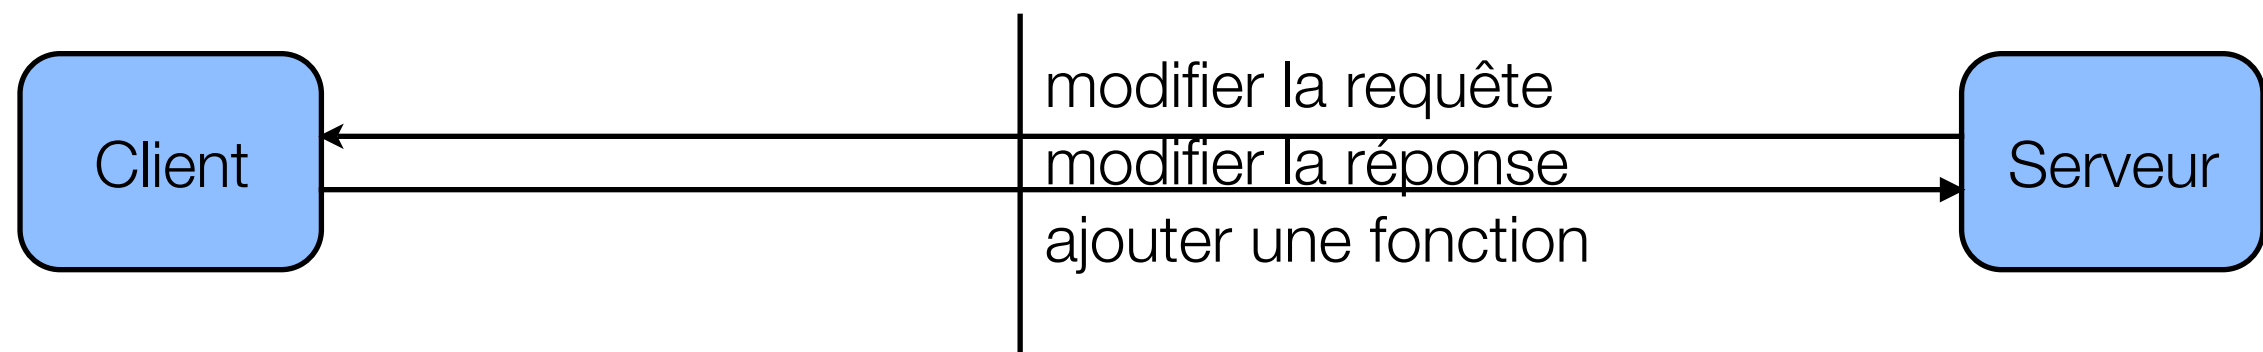 Client
modifier la requête
modifier la réponse
ajouter une fonction
Serveur